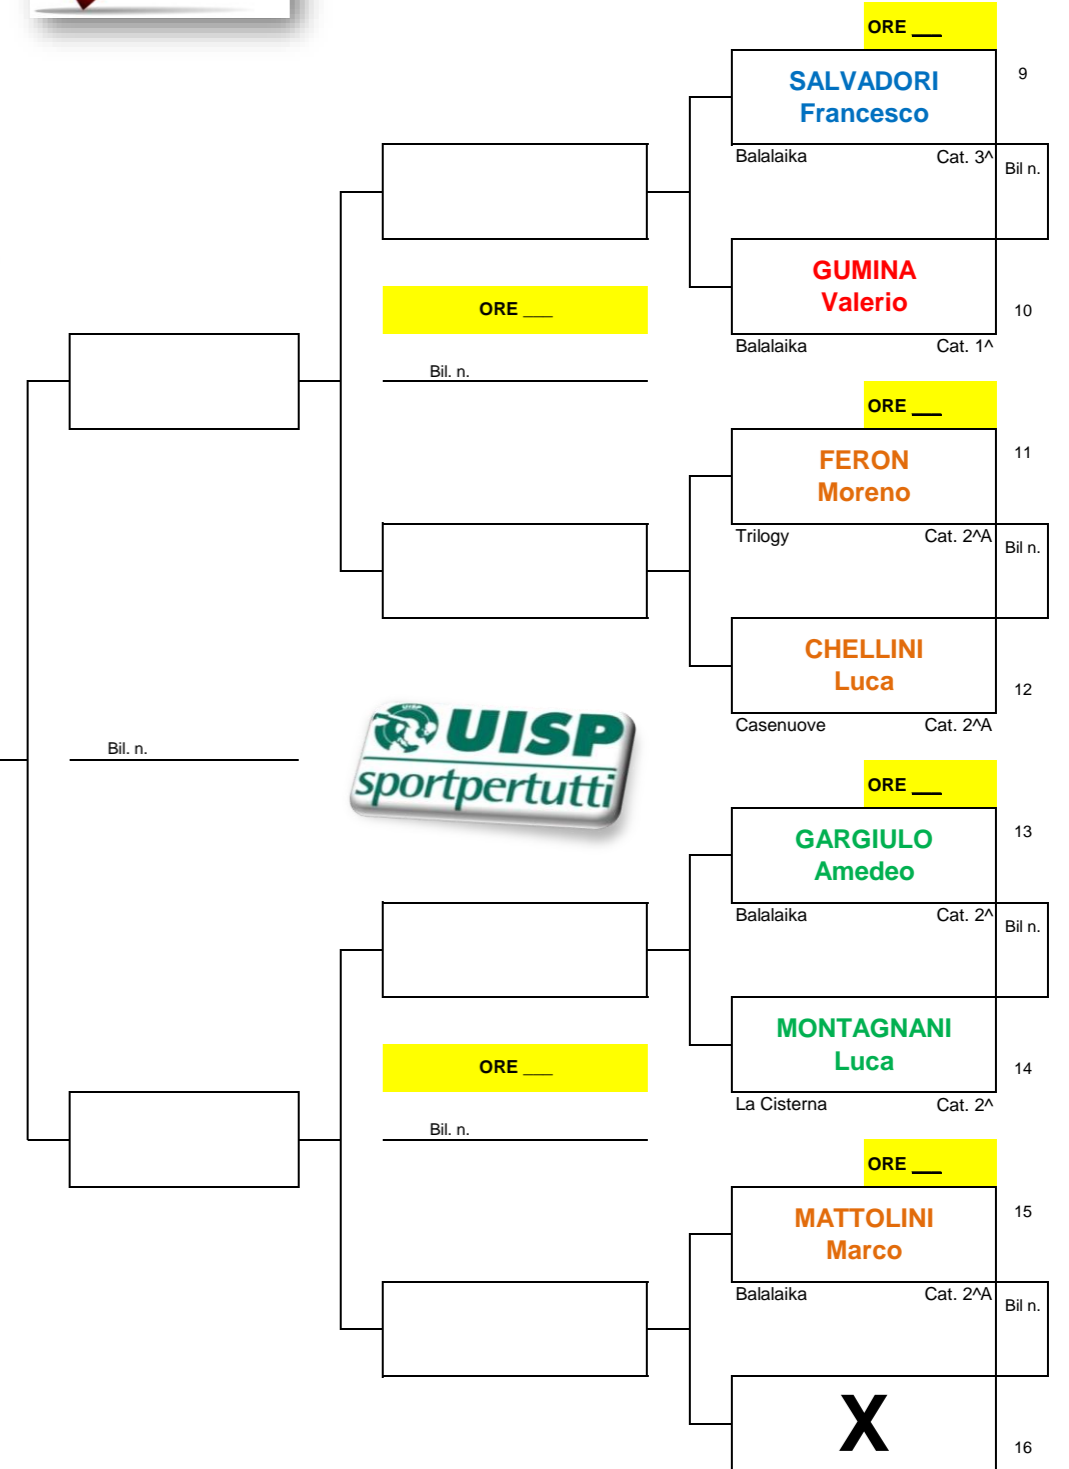 ORE ___
SALVADORI
Francesco
9
Balalaika Cat. 3^
Bil n.
GUMINA
Valerio
10
Balalaika Cat. 1^
ORE ___
Bil. n.
ORE ___
FERON
Moreno
11
Trilogy Cat. 2^A
Bil n.
CHELLINI
Luca
12
Casenuove Cat. 2^A
Bil. n.
UISP
sportpertutti
ORE ___
GARGIULO
Amedeo
13
Balalaika Cat. 2^
Bil n.
MONTAGNANI
Luca
14
La Cisterna Cat. 2^
ORE ___
Bil. n.
ORE ___
MATTOLINI
Marco
15
Balalaika Cat. 2^A
Bil n.
X
16